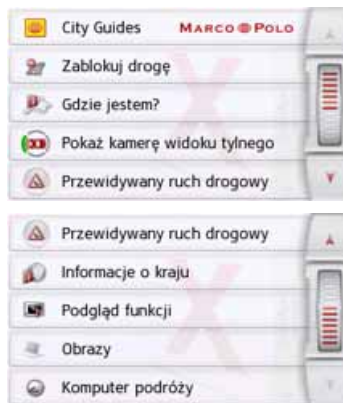 City Guides MARCO POLO
Zablokuj drogę
Gdzie jestem?
Pokaż kamerę widoku tylnego
Przewidywany ruch drogowy
Przewidywany ruch drogowy
Informacje o kraju
Podgląd funkcji
Obrazy
Komputer podróży